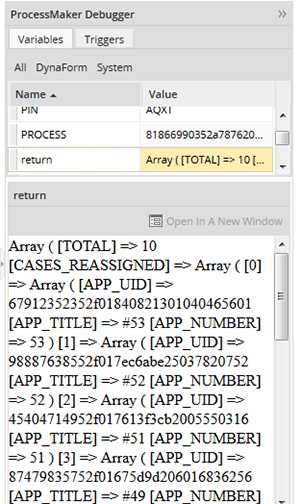 ProcessMaker Debugger
Variables Triggers
All DynaForm System
Name Value
PIN AQXT
PROCESS 81866990352a787620...
return Array ( [TOTAL] => 10 [...
return
Open In A New Window
Array ( [TOTAL] => 10
[CASES_REASSIGNED] => Array ( [0]
=> Array ( [APP_UID] =>
67912352352f01840821301040465601
[APP_TITLE] => #53 [APP_NUMBER]
=> 53 ) [1] => Array ( [APP_UID] =>
98887638552f017ec6abe25037820752
[APP_TITLE] => #52 [APP_NUMBER]
=> 52 ) [2] => Array ( [APP_UID] =>
45404714952f017613f3cb2005550316
[APP_TITLE] => #51 [APP_NUMBER]
=> 51 ) [3] => Array ( [APP_UID] =>
87479835752f01675d9d206016836256
[APP_TITLE] => #49 [APP_NUMBER]